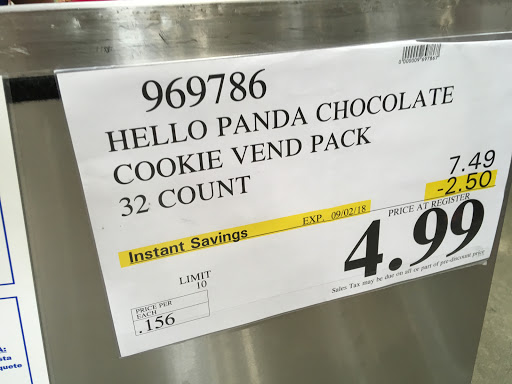 969786
HELLO PANDA CHOCOLATE
COOKIE VEND PACK
32 COUNT
7.49
-2.50
Instant Savings EXP. 09/02/18
PRICE AT REGISTER
4.99
LIMIT
10
PRICE PER
EACH
.156
Sales Tax may be due on all or part of pre-discount price
A:
sta
quete